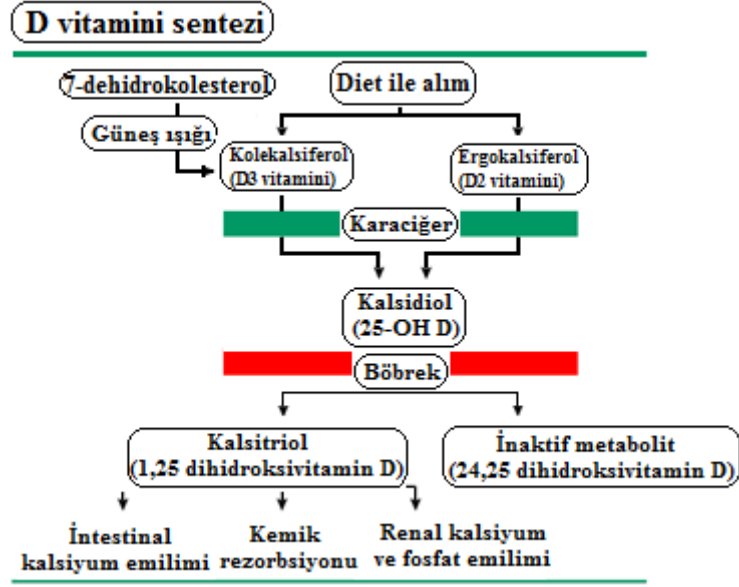 D vitamini sentezi
7-dehidrokolesterol
Diet ile alım
Güneş ışığı
Kolekalsiferol
(D3 vitamini)
Ergokalsiferol
(D2 vitamini)
Karaciğer
Kalsidiol
(25-OH D)
Böbrek
Kalsitriol
(1,25 dihidroksivitamin D)
İnaktif metabolit
(24,25 dihidroksivitamin D)
İntestinal
kalsiyum emilimi
Kemik
rezorbsiyonu
Renal kalsiyum
ve fosfat emilimi